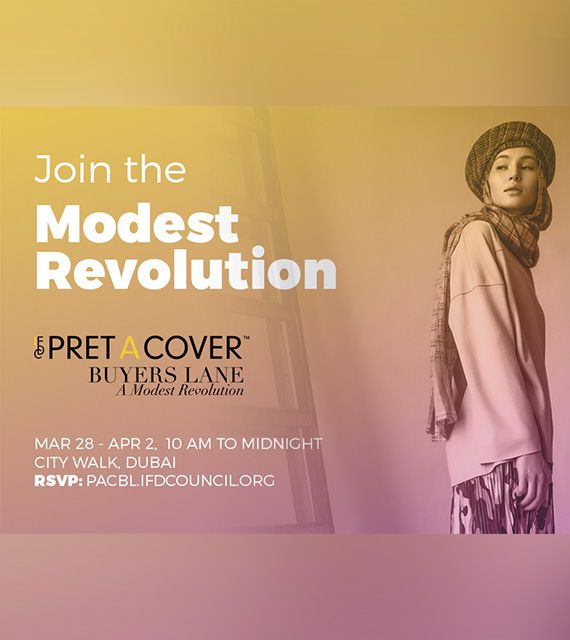 Join the
Modest
Revolution
IFDC PRET A COVER™
BUYERS LANE
A Modest Revolution
MAR 28 - APR 2, 10 AM TO MIDNIGHT
CITY WALK, DUBAI
RSVP: PACBL.IFDCOUNCIL.ORG